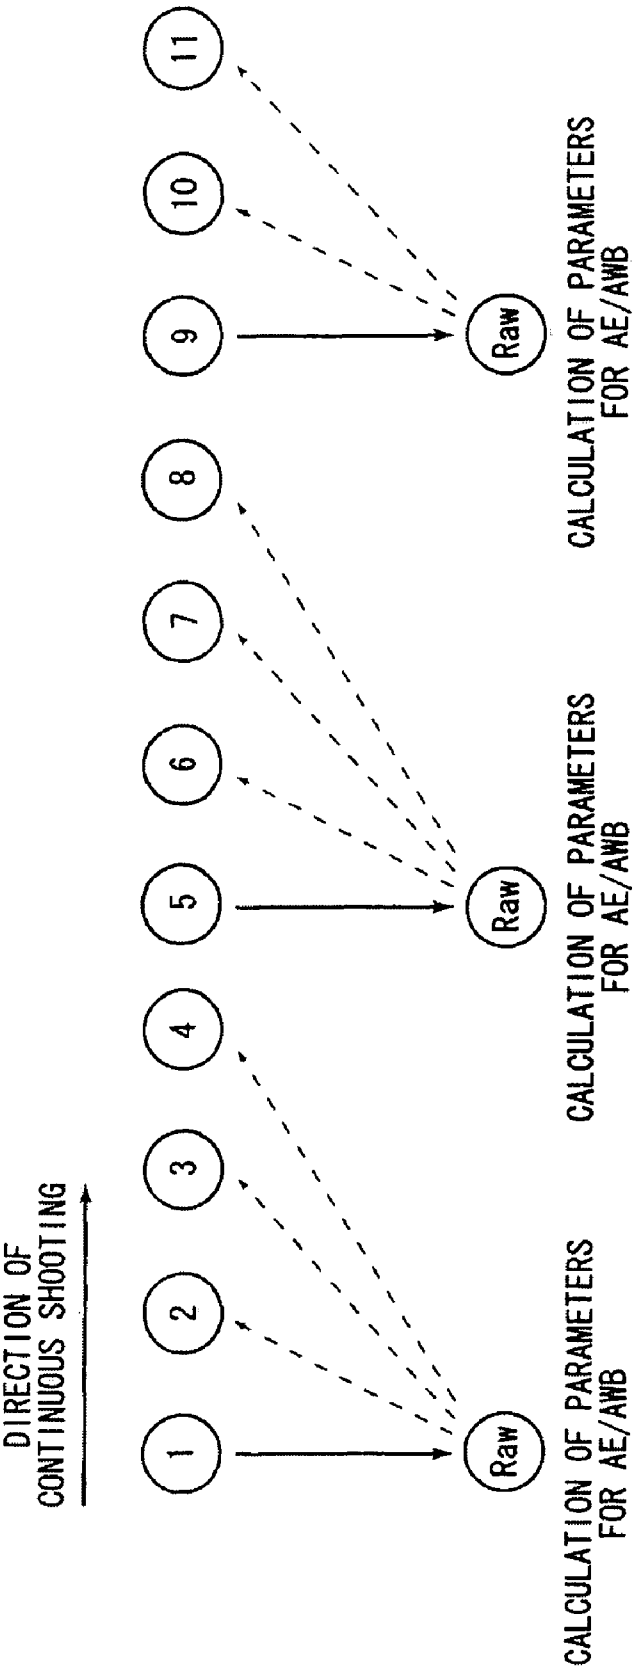 DIRECTION OF
CONTINUOUS SHOOTING
1
2
3
4
5
6
7
8
9
10
11
Raw
Raw
Raw
CALCULATION OF PARAMETERS
FOR AE/AWB
CALCULATION OF PARAMETERS
FOR AE/AWB
CALCULATION OF PARAMETERS
FOR AE/AWB